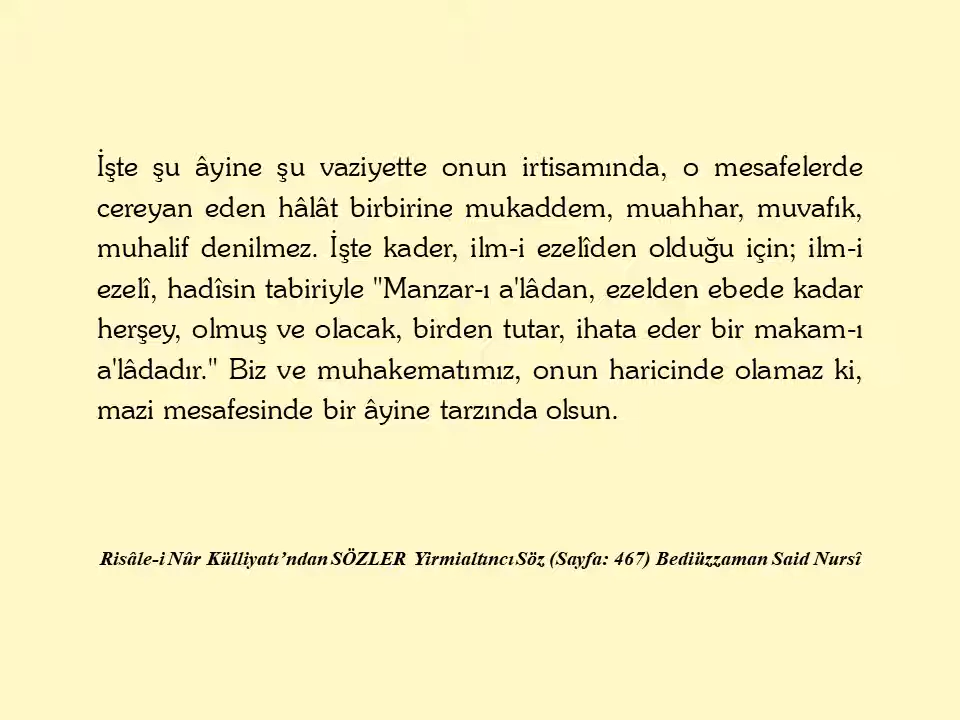 İşte şu âyine şu vaziyette onun irtisamında, o mesafelerde
cereyan eden hâlât birbirine mukaddem, muahhar, muvafık,
muhalif denilmez. İşte kader, ilm-i ezelîden olduğu için; ilm-i
ezelî, hadîsin tabiriyle "Manzar-ı a'lâdan, ezelden ebede kadar
herşey, olmuş ve olacak, birden tutar, ihata eder bir makam-ı
a'lâdadır." Biz ve muhakematımız, onun haricinde olamaz ki,
mazi mesafesinde bir âyine tarzında olsun.
Risâle-i Nûr Külliyatı’ndan SÖZLER Yirmialtıncı Söz (Sayfa: 467) Bediüzzaman Said Nursî